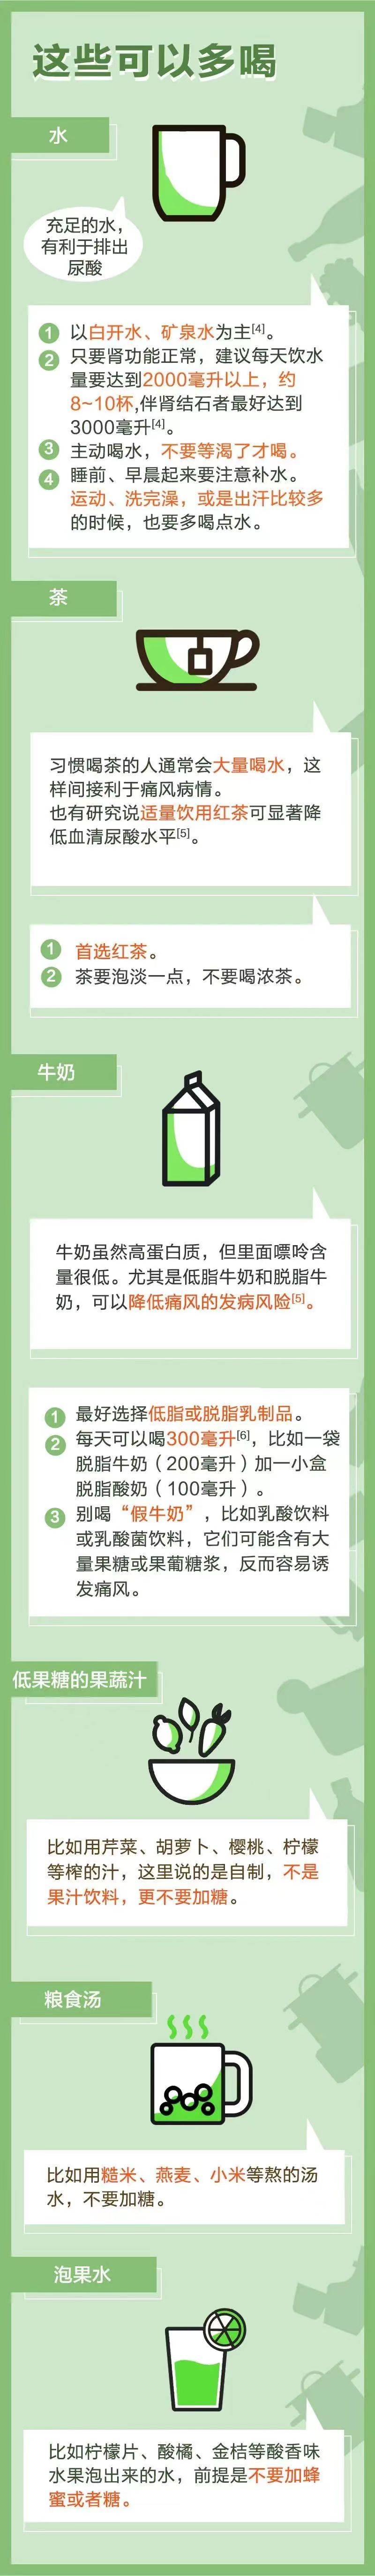 这些可以多喝
水
充足的水，
有利于排出
尿酸
1 以白开水、矿泉水为主[4]。
2 只要肾功能正常，建议每天饮水
量要达到2000毫升以上，约
8~10杯,伴肾结石者最好达到
3000毫升[4]。
3 主动喝水，不要等渴了才喝。
4 睡前、早晨起来要注意补水。
运动、洗完澡，或是出汗比较多
的时候，也要多喝点水。
茶
习惯喝茶的人通常会大量喝水，这
样间接利于痛风病情。
也有研究说适量饮用红茶可显著降
低血清尿酸水平[5]。
1 首选红茶。
2 茶要泡淡一点，不要喝浓茶。
牛奶
牛奶虽然高蛋白质，但里面嘌呤含
量很低。尤其是低脂牛奶和脱脂牛
奶，可以降低痛风的发病风险[5]。
1 最好选择低脂或脱脂乳制品。
2 每天可以喝300毫升[6]，比如一袋
脱脂牛奶（200毫升）加一小盒
脱脂酸奶（100毫升）。
3 别喝“假牛奶”，比如乳酸饮料
或乳酸菌饮料，它们可能含有大
量果糖或果葡糖浆，反而容易诱
发痛风。
低果糖的果蔬汁
比如用芹菜、胡萝卜、樱桃、柠檬
等榨的汁，这里说的是自制，不是
果汁饮料，更不要加糖。
粮食汤
比如用糙米、燕麦、小米等熬的汤
水，不要加糖。
泡果水
比如柠檬片、酸橘、金桔等酸香味
水果泡出来的水，前提是不要加蜂
蜜或者糖。